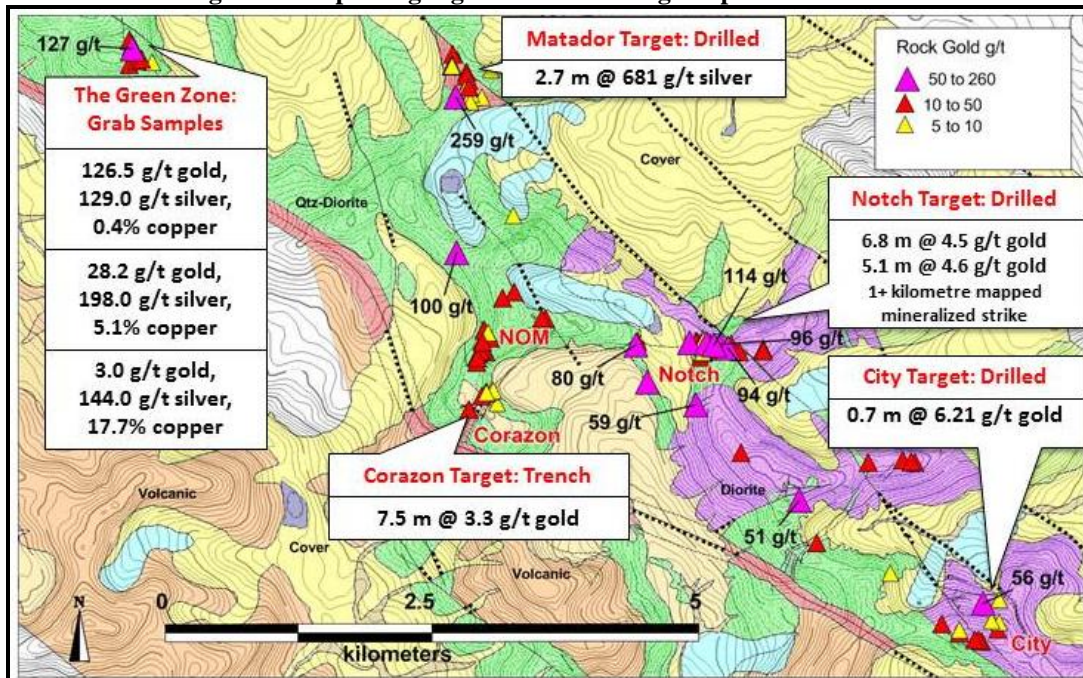 127 g/t
The Green Zone:
Grab Samples
126.5 g/t gold,
129.0 g/t silver,
0.4% copper
28.2 g/t gold,
198.0 g/t silver,
5.1% copper
3.0 g/t gold,
144.0 g/t silver,
17.7% copper
Matador Target: Drilled
2.7 m @ 681 g/t silver
259 g/t
Rock Gold g/t
50 to 260
10 to 50
5 to 10
Cover
Qtz-Diorite
Notch Target: Drilled
6.8 m @ 4.5 g/t gold
5.1 m @ 4.6 g/t gold
1+ kilometre mapped
mineralized strike
100 g/t
114 g/t
NOM
96 g/t
80 g/t
Notch
94 g/t
59 g/t
City Target: Drilled
0.7 m @ 6.21 g/t gold
Corazon
Corazon Target: Trench
7.5 m @ 3.3 g/t gold
Volcanic
Diorite
51 g/t
Cover
Volcanic
56 g/t
City
N
0
2.5
5
kilometers